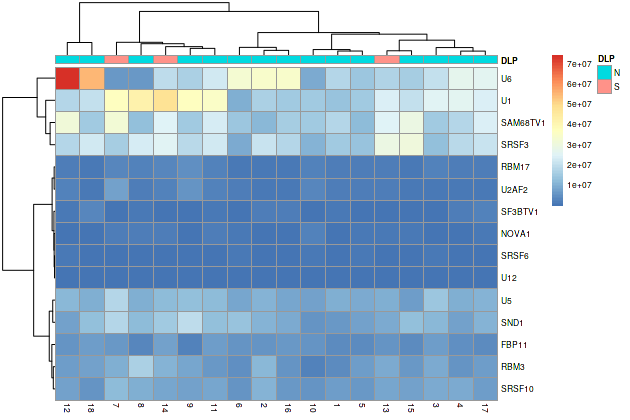 DLP
U6
U1
SAM68TV1
SRSF3
RBM17
U2AF2
SF3BTV1
NOVA1
SRSF6
U12
U5
SND1
FBP11
RBM3
SRSF10
12 18 7 8 14 9 11 6 2 16 10 1 5 13 15 3 4 17
7e+07
6e+07
5e+07
4e+07
3e+07
2e+07
1e+07
DLP
N
S